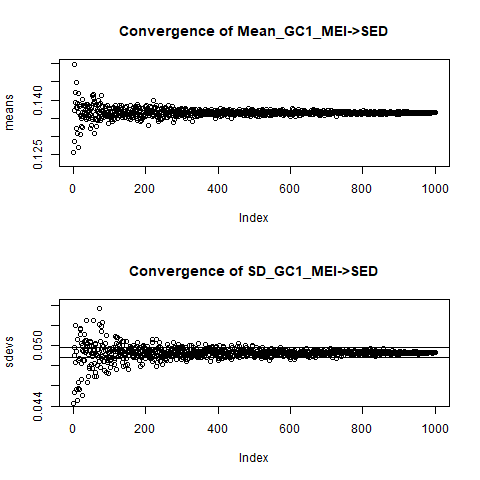 Convergence of Mean_GC1_MEI->SED
means
0.140
0.125
0
200
400
600
800
1000
Index
Convergence of SD_GC1_MEI->SED
sdevs
0.050
0.044
0
200
400
600
800
1000
Index